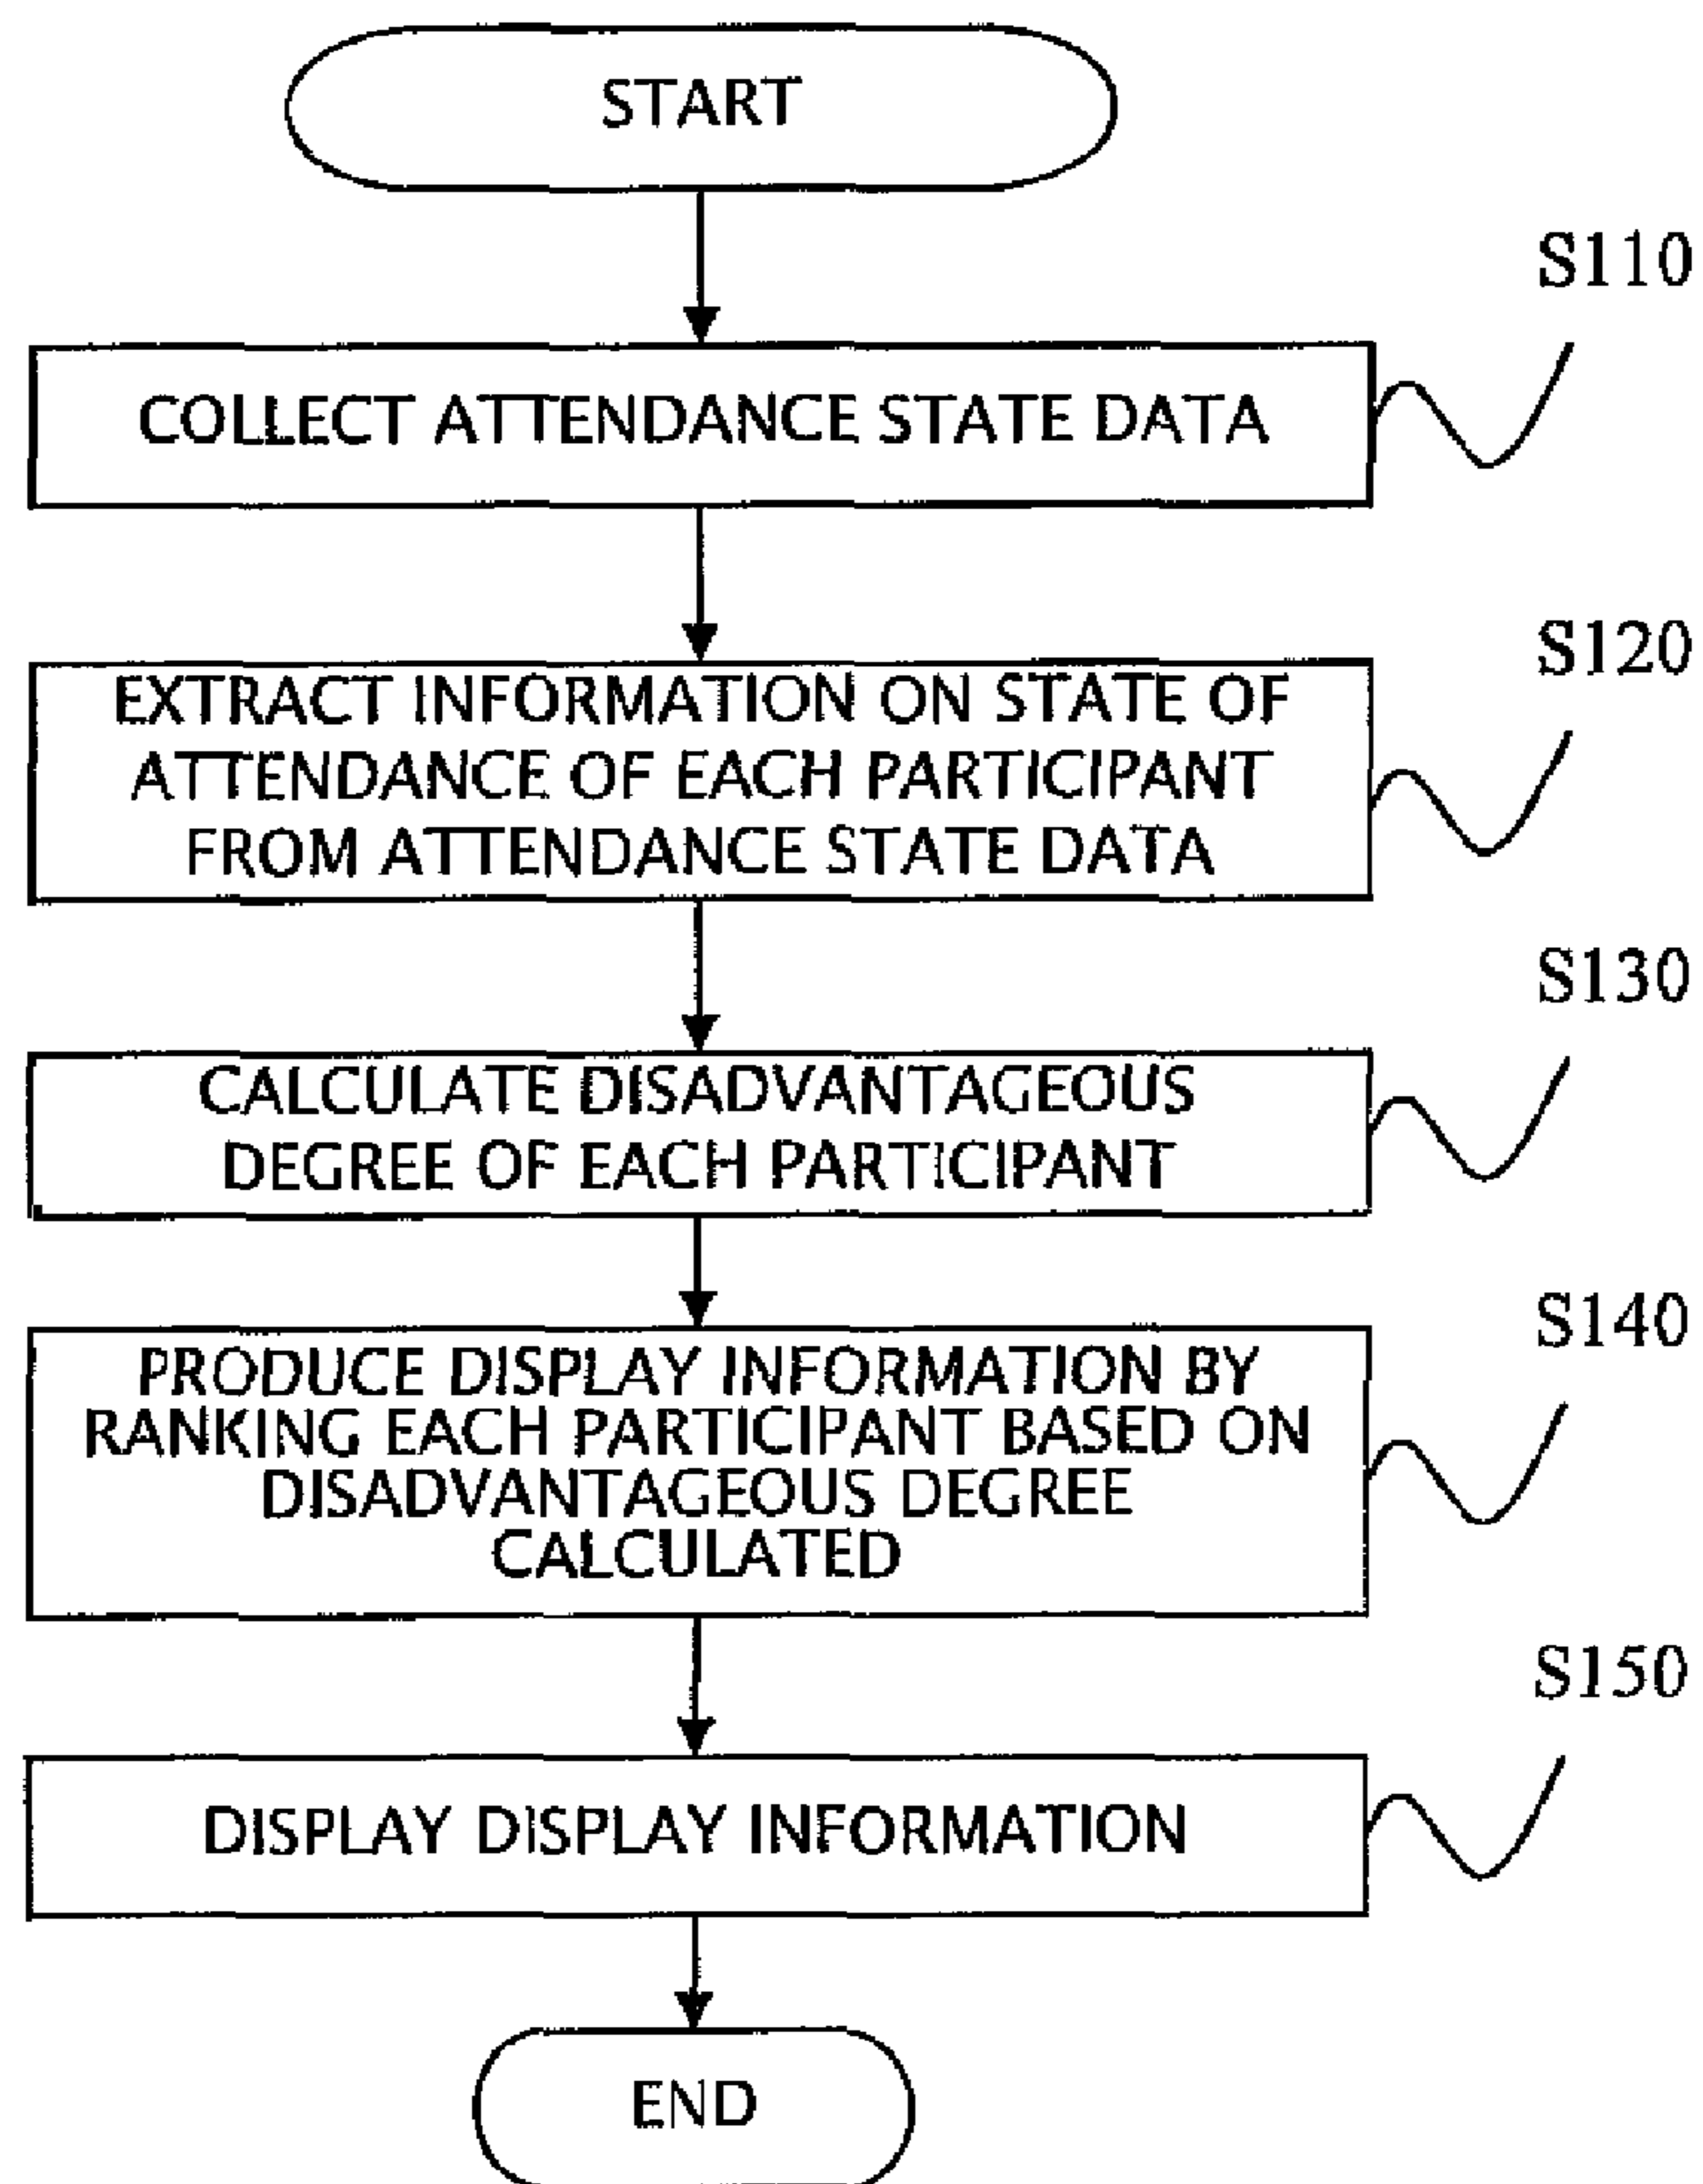 START
S110
COLLECT ATTENDANCE STATE DATA
S120
EXTRACT INFORMATION ON STATE OF
ATTENDANCE OF EACH PARTICIPANT
FROM ATTENDANCE STATE DATA
S130
CALCULATE DISADVANTAGEOUS
DEGREE OF EACH PARTICIPANT
S140
PRODUCE DISPLAY INFORMATION BY
RANKING EACH PARTICIPANT BASED ON
DISADVANTAGEOUS DEGREE
CALCULATED
S150
DISPLAY DISPLAY INFORMATION
END